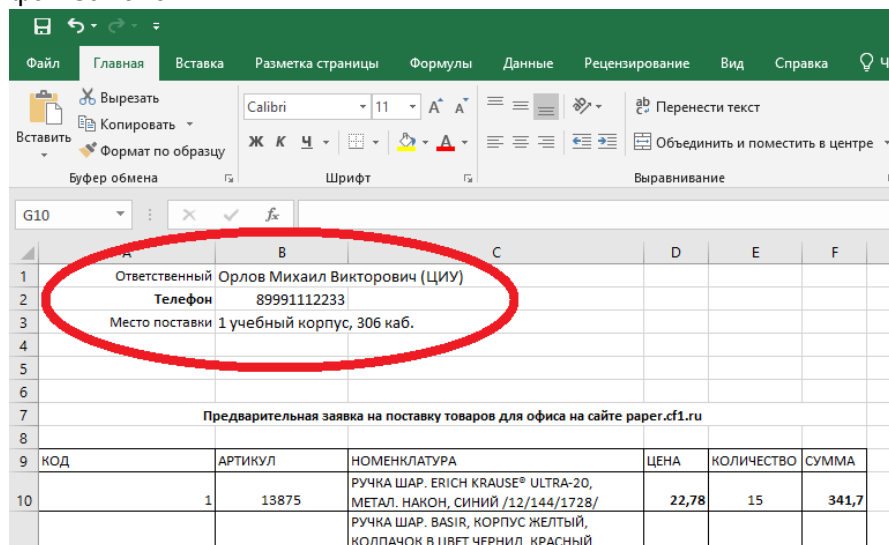 Файл Главная Вставка Разметка страницы Формулы Данные Рецензирование Вид Справка
Вырезать
Копировать
Формат по образцу
Вставить
Буфер обмена
Calibri 11 A A
Ж К Ч А
Шрифт
Перенести текст
Объединить и поместить в центре
Выравнивание
G10 fx
A B C D E F
1 Ответственный Орлов Михаил Викторович (ЦИУ)
2 Телефон 89991112233
3 Место поставки 1 учебный корпус, 306 каб.
4
5
6
7 Предварительная заявка на поставку товаров для офиса на сайте paper.cf1.ru
8
9 КОД АРТИКУЛ НОМЕНКЛАТУРА ЦЕНА КОЛИЧЕСТВО СУММА
РУЧКА ШАР. ERICH KRAUSE® ULTRA-20,
10 1 13875 МЕТАЛ. НАКОН, СИНИЙ /12/144/1728/ 22,78 15 341,7
РУЧКА ШАР. BASIR, КОРПУС ЖЕЛТЫЙ,
КОЛПАЧОК В ЦВЕТ ЧЕРНИЛ, КРАСНЫЙ